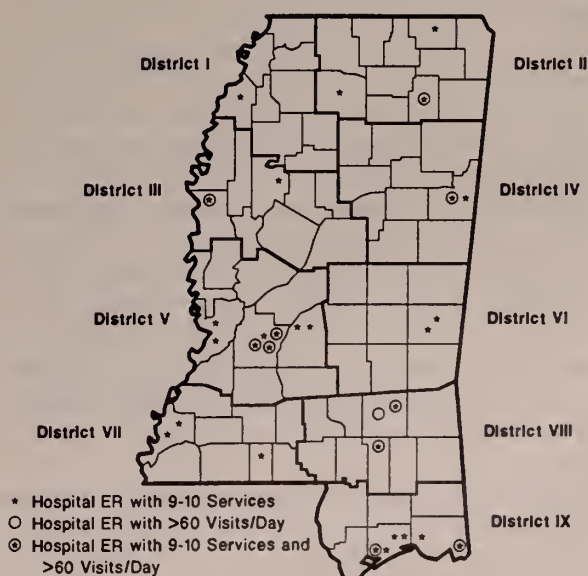 District I
District II
District III
District IV
District V
District VI
District VII
District VIII
District IX
* Hospital ER with 9-10 Services
Hospital ER with >60 Visits/Day
Hospital ER with 9-10 Services and
>60 Visits/Day